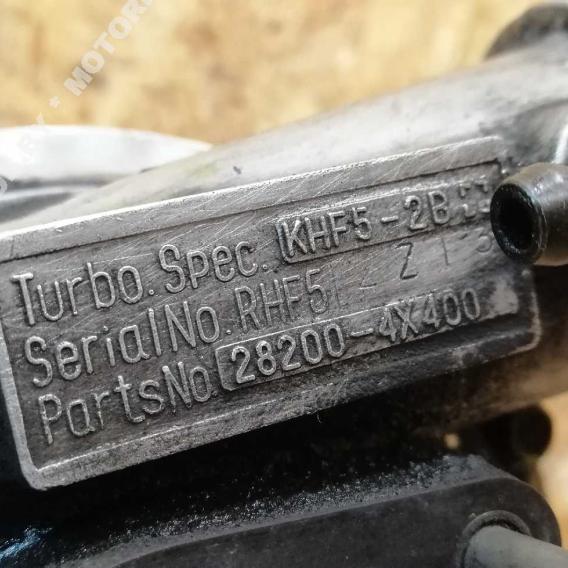 Turbo.Spec. KHF5-2B
Serial No. RHF5
Parts No. 28200-4X400